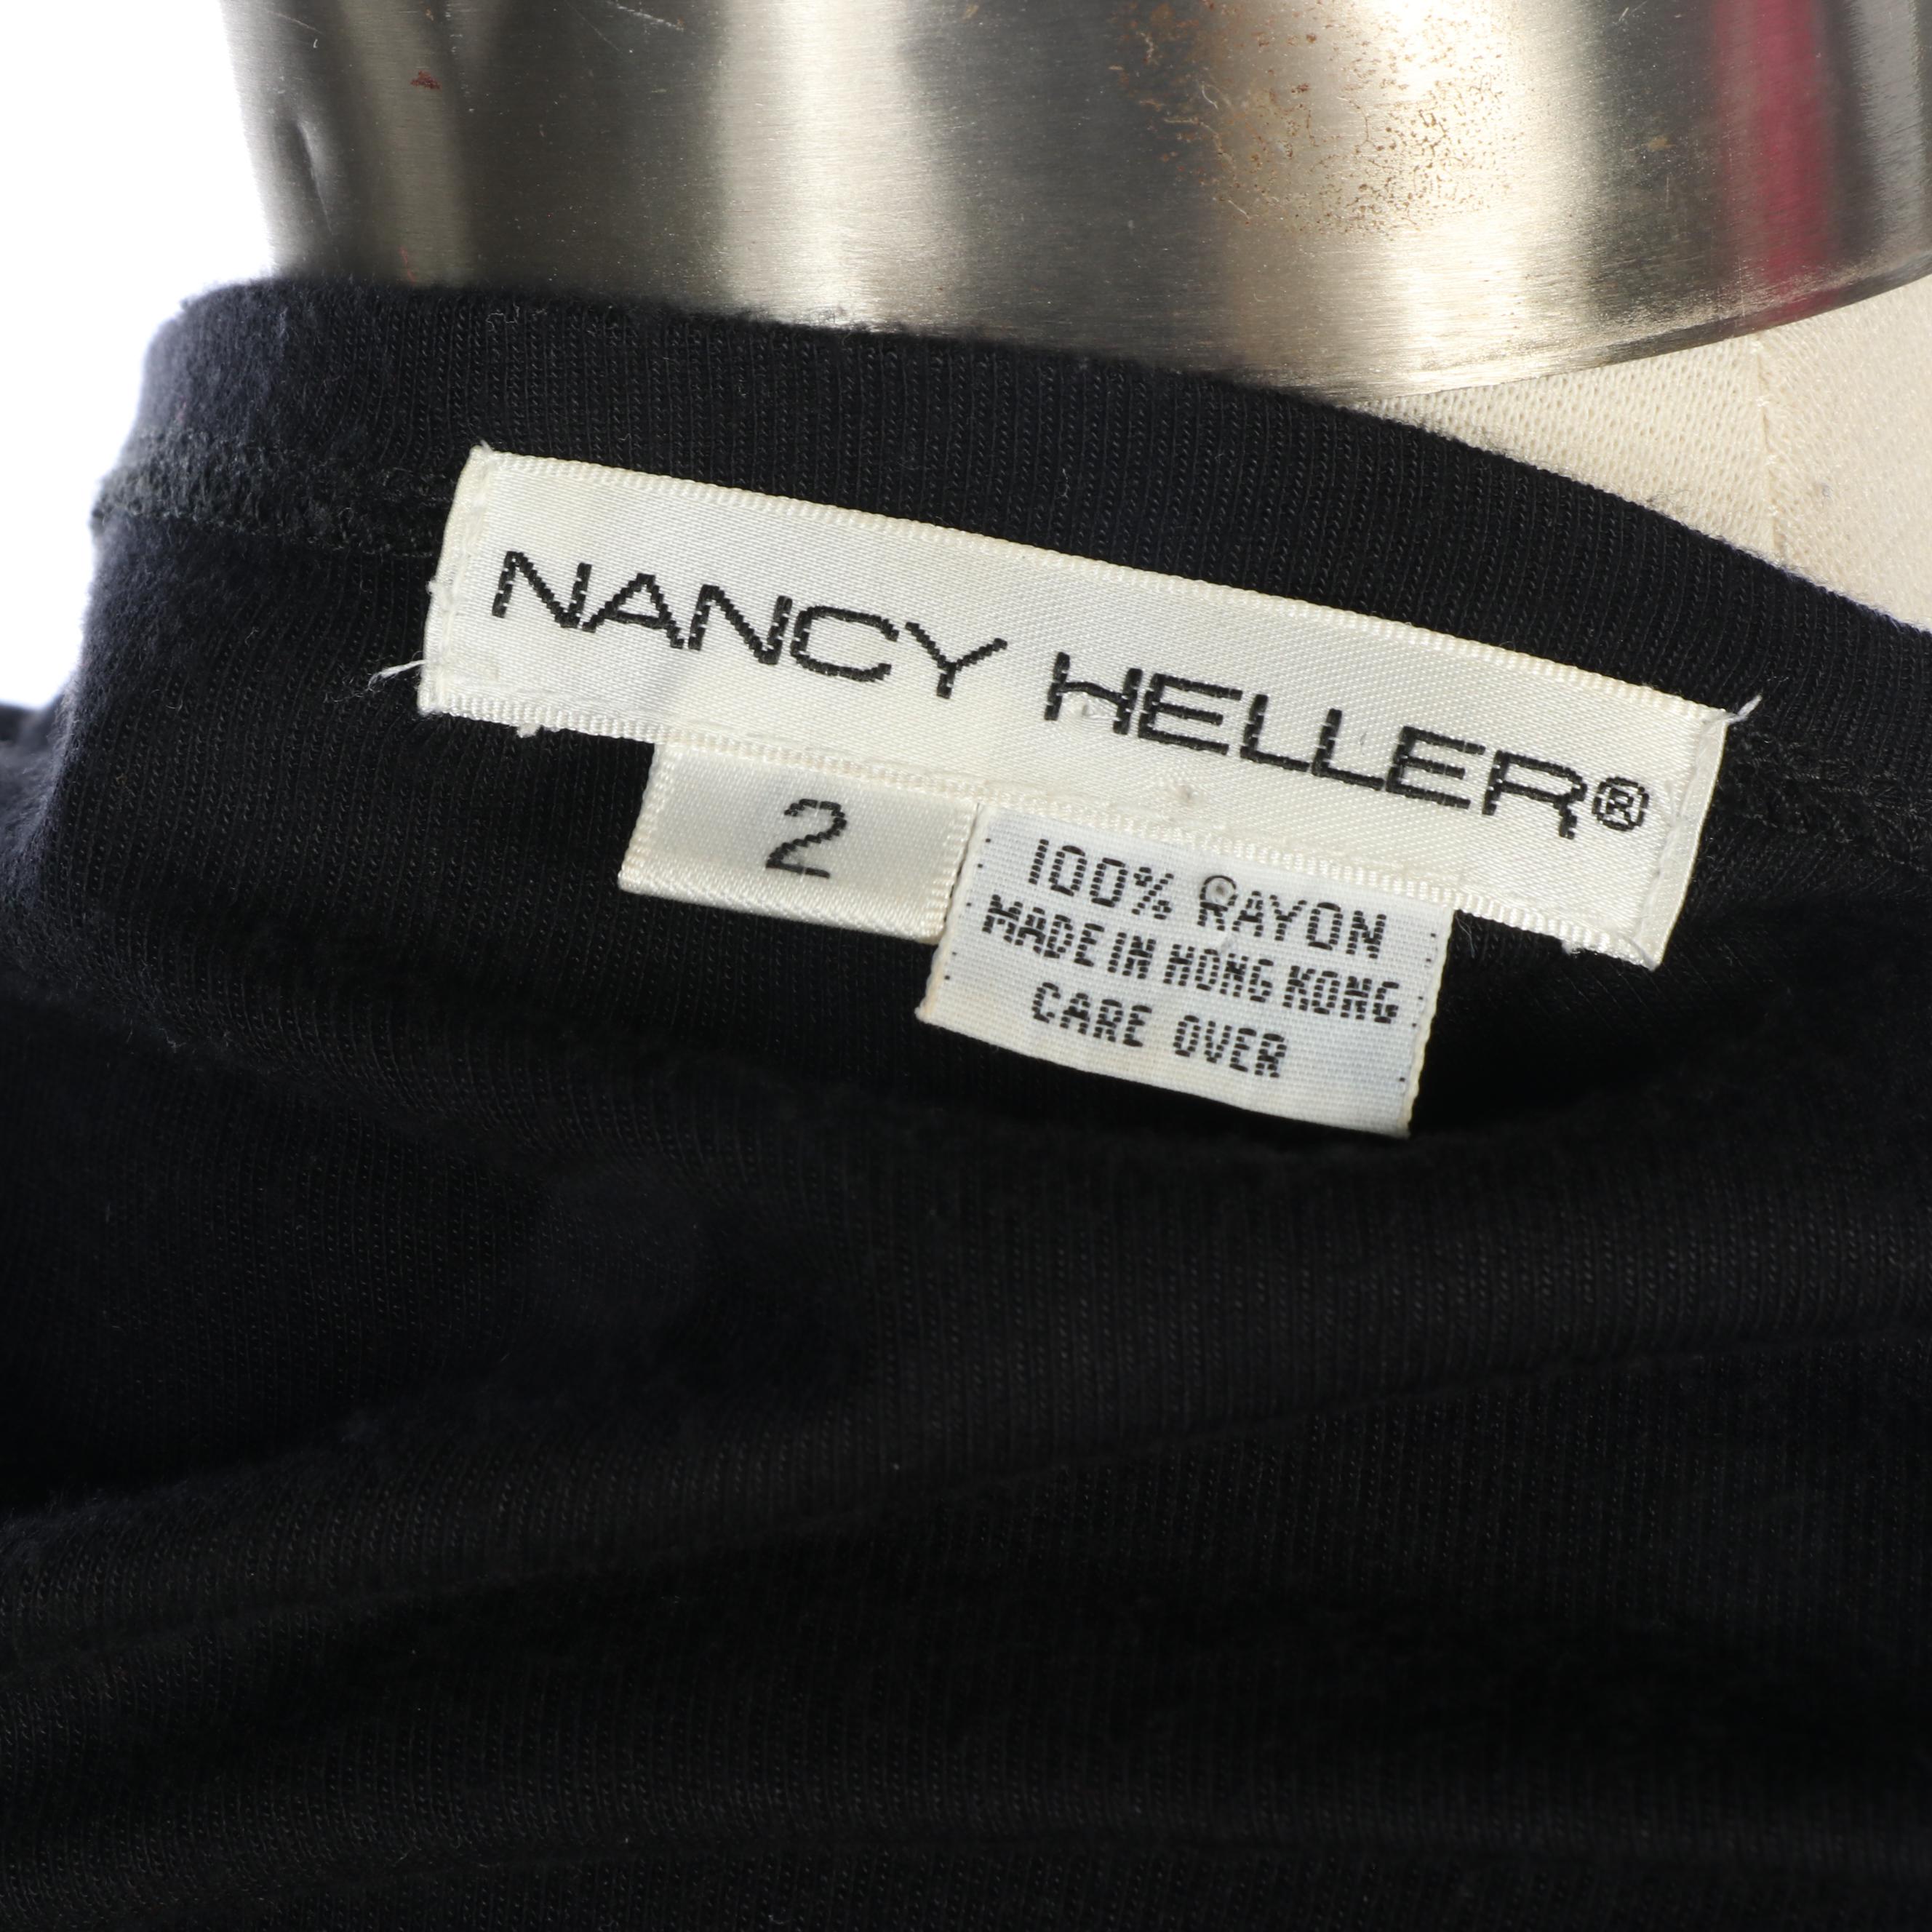 NANCY HELLER®
2
100% RAYON
MADE IN HONG KONG
CARE OVER